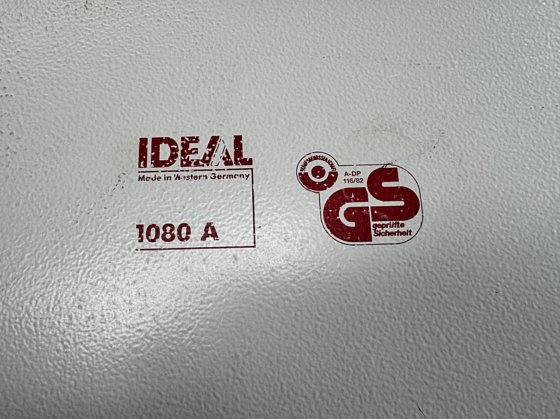 IDEAL
Made in Western Germany
1080 A
A-DP
116/82
GS
geprüfte
Sicherheit